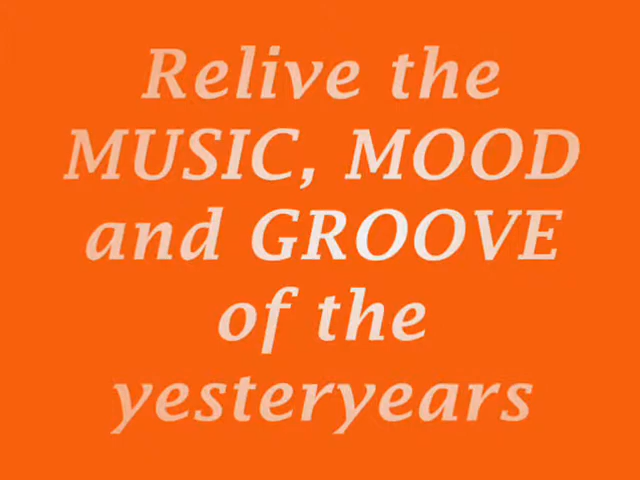 Relive the
MUSIC, MOOD
and GROOVE
of the
yesteryears